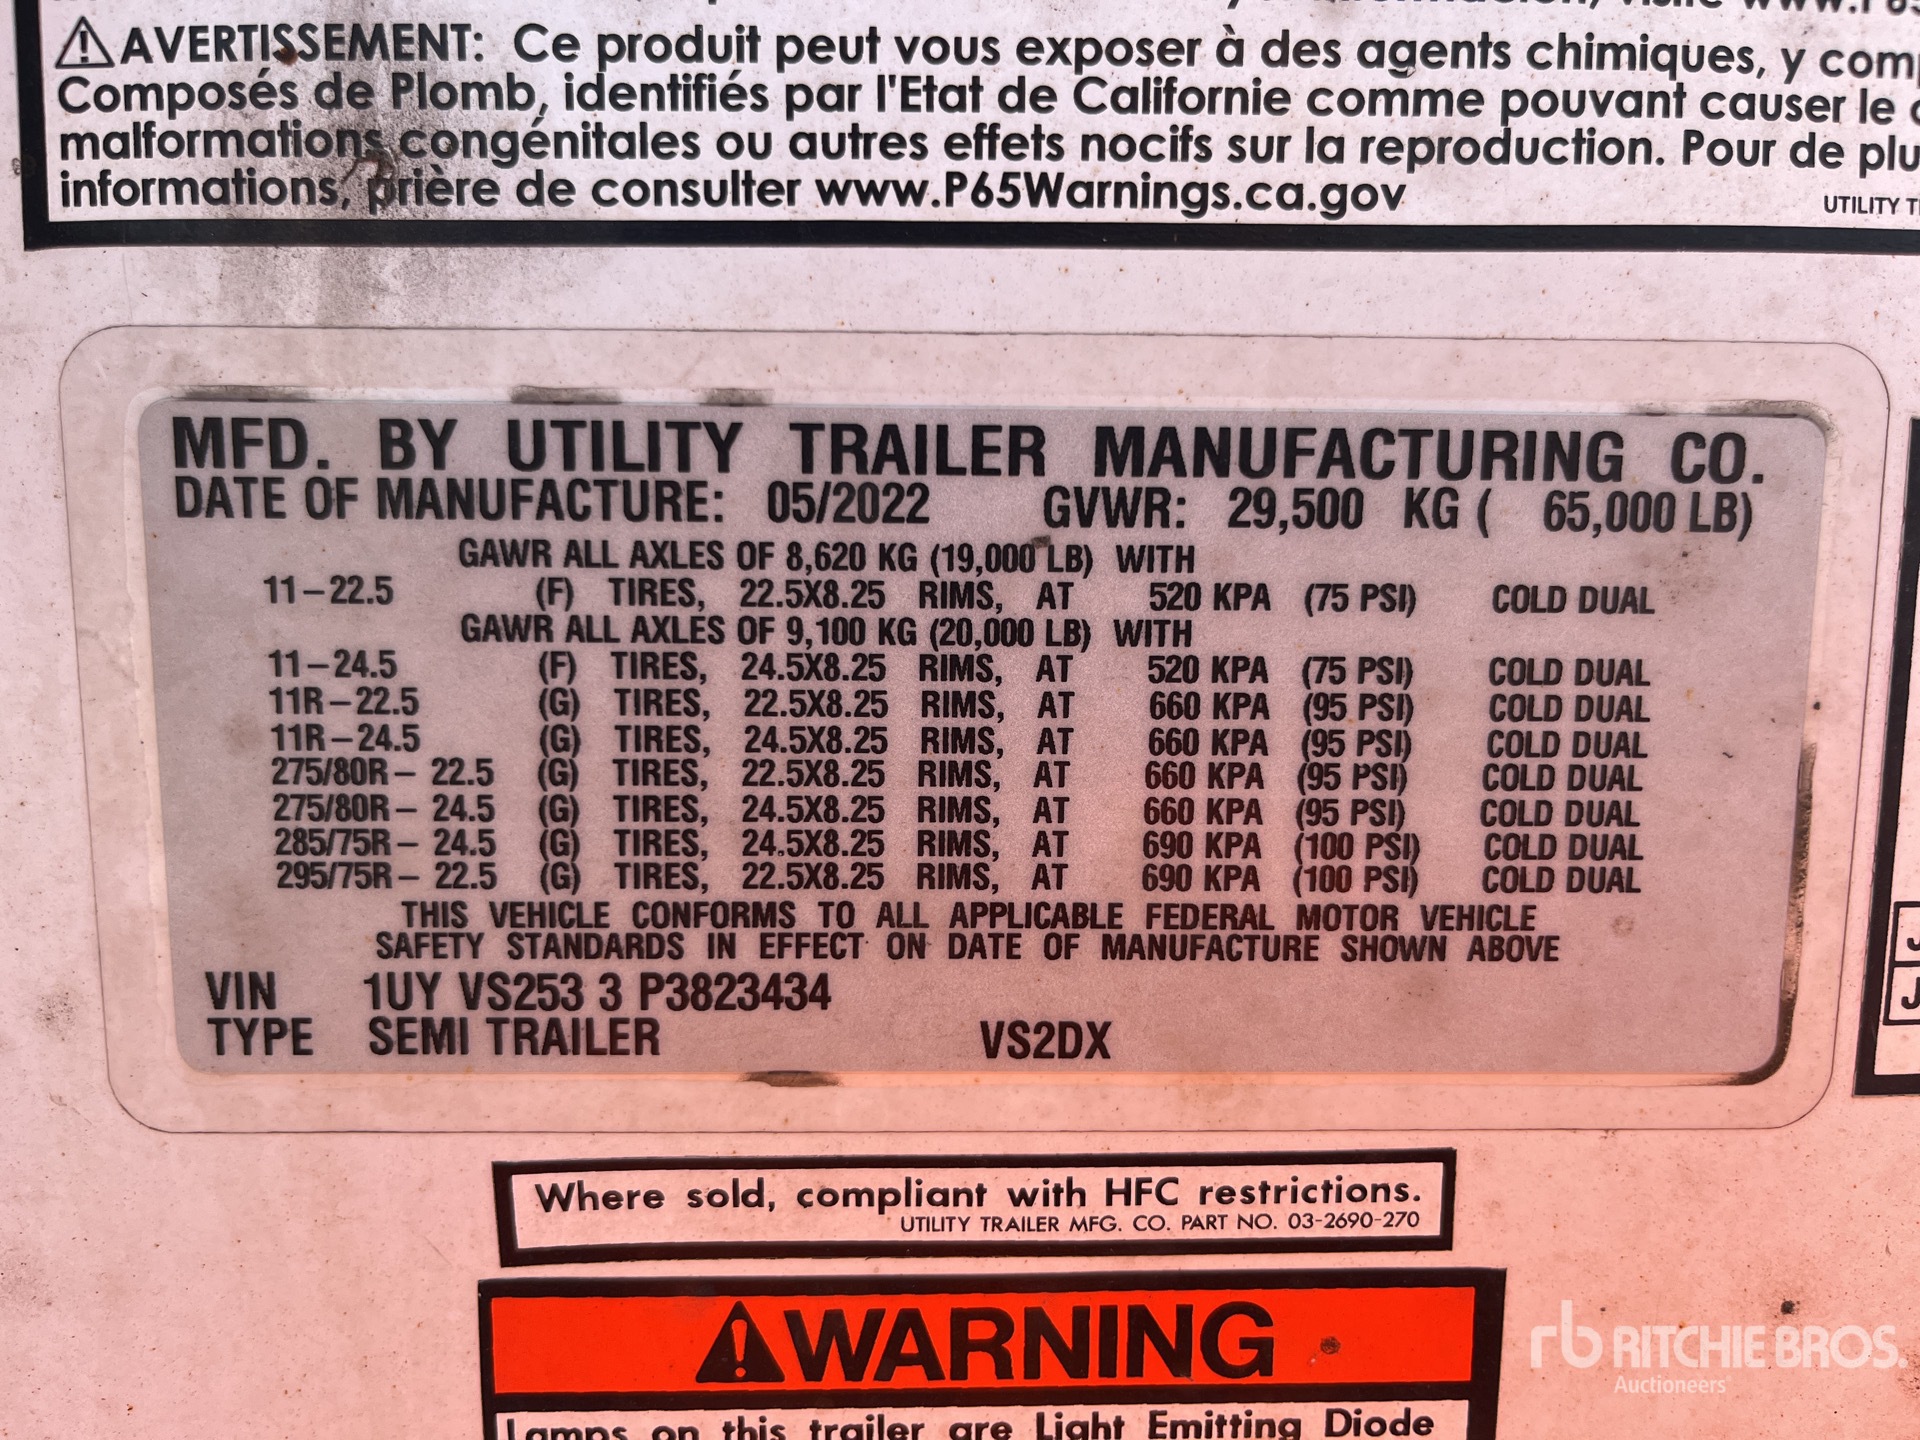 ⚠AVERTISSEMENT: Ce produit peut vous exposer à des agents chimiques, y
Composés de Plomb, identifiés par l'Etat de Californie comme pouvant causer le
malformations congénitales ou autres effets nocifs sur la reproduction. Pour de
informations, prière de consulter www.P65Warnings.ca.gov
UTILITY
MFD. BY UTILITY TRAILER MANUFACTURING CO.
DATE OF MANUFACTURE: 05/2022 GVWR: 29,500 KG ( 65,000 LB)
GAWR ALL AXLES OF 8,620 KG (19,000 LB) WITH
11-22.5 (F) TIRES, 22.5X8.25 RIMS, AT 520 KPA (75 PSI) COLD DUAL
GAWR ALL AXLES OF 9,100 KG (20,000 LB) WITH
11-24.5 (F) TIRES, 24.5X8.25 RIMS, AT 520 KPA (75 PSI) COLD DUAL
11R-22.5 (G) TIRES, 22.5X8.25 RIMS, AT 660 KPA (95 PSI) COLD DUAL
11R-24.5 (G) TIRES, 24.5X8.25 RIMS, AT 660 KPA (95 PSI) COLD DUAL
275/80R- 22.5 (G) TIRES, 22.5X8.25 RIMS, AT 660 KPA (95 PSI) COLD DUAL
275/80R- 24.5 (G) TIRES, 24.5X8.25 RIMS, AT 660 KPA (95 PSI) COLD DUAL
285/75R- 24.5 (G) TIRES, 24.5X8.25 RIMS, AT 690 KPA (100 PSI) COLD DUAL
295/75R- 22.5 (G) TIRES, 22.5X8.25 RIMS, AT 690 KPA (100 PSI) COLD DUAL
THIS VEHICLE CONFORMS TO ALL APPLICABLE FEDERAL MOTOR VEHICLE
SAFETY STANDARDS IN EFFECT ON DATE OF MANUFACTURE SHOWN ABOVE
VIN 1UY VS253 3 P3823434
TYPE SEMI TRAILER VS2DX
Where sold, compliant with HFC restrictions.
UTILITY TRAILER MFG. CO. PART NO. 03-2690-270
⚠WARNING
Lamps on this trailer are Light Emitting Diode
rb RITCHIE BROS.
Auctioneers